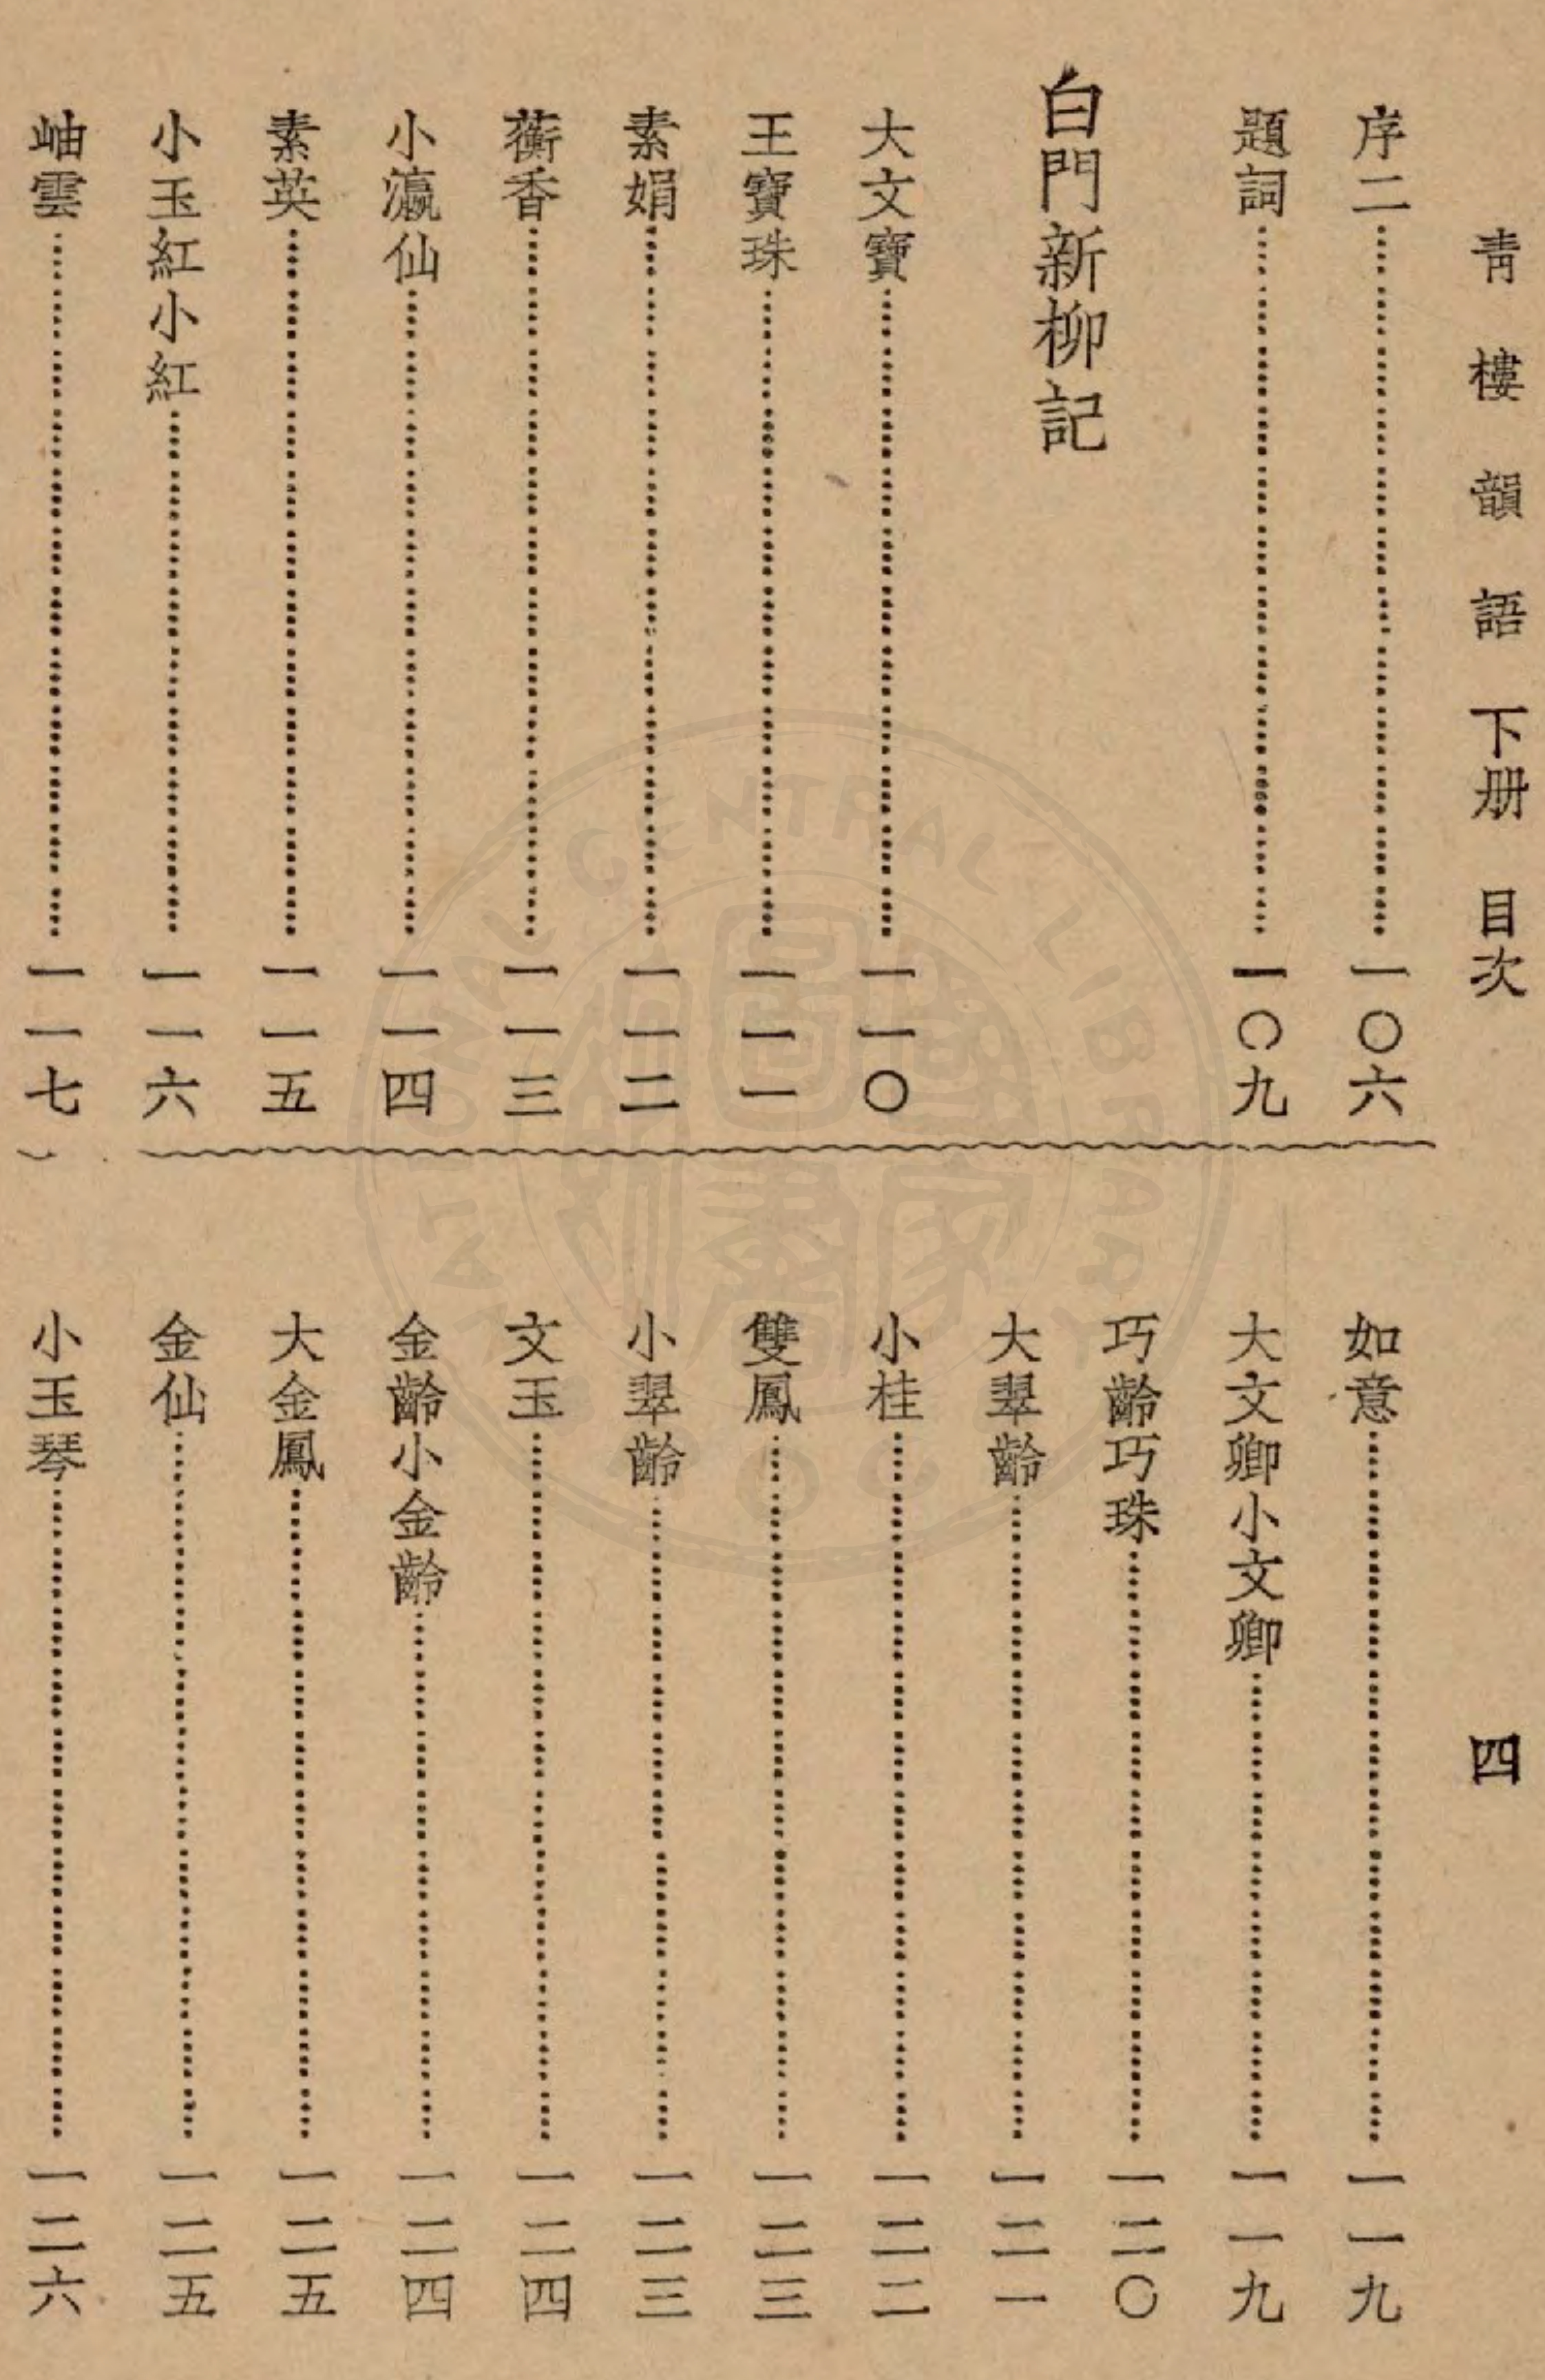 青樓韻語下册 目次 四
序二……一〇六
題詞……一〇九
白門新柳記
大文寶……一一〇
王寶珠……一一一
素娟……一一二
蘅香……一一三
小瀛仙……一一四
素英……一一五
小玉紅小紅……一一六
岫雲……一一七
如意……一一九
大文卿小文卿……一一九
巧齡巧珠……一二〇
大翠齡……一二一
小桂……一二二
雙鳳……一二三
小翠齡……一二三
文玉……一二四
金齡小金齡……一二四
大金鳳……一二五
金仙……一二五
小玉琴……一二六